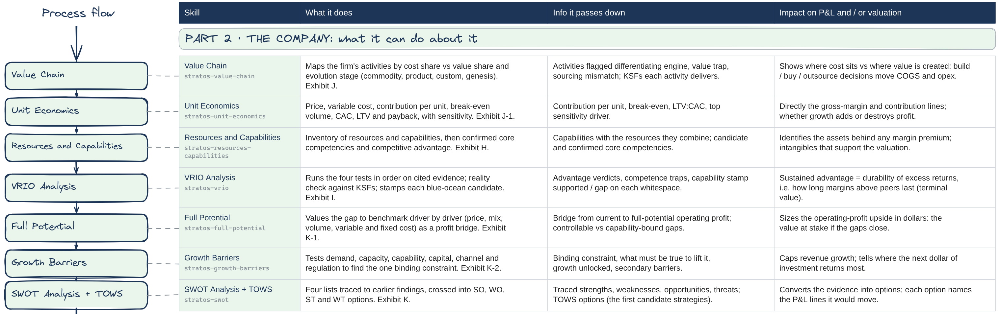 Process flow
Value Chain
Unit Economics
Resources and Capabilities
VRIO Analysis
Full Potential
Growth Barriers
SWOT Analysis + TOWS
Skill
What it does
Info it passes down
Impact on P&L and / or valuation
PART 2 · THE COMPANY: what it can do about it
Value Chain
stratos-value-chain
Maps the firm's activities by cost share vs value share and
evolution stage (commodity, product, custom, genesis).
Exhibit J.
Activities flagged differentiating engine, value trap,
sourcing mismatch; KSFs each activity delivers.
Shows where cost sits vs where value is created: build
/ buy / outsource decisions move COGS and opex.
Unit Economics
stratos-unit-economics
Price, variable cost, contribution per unit, break-even
volume, CAC, LTV and payback, with sensitivity. Exhibit J-1.
Contribution per unit, break-even, LTV:CAC, top
sensitivity driver.
Directly the gross-margin and contribution lines;
whether growth adds or destroys profit.
Resources and Capabilities
stratos-resources-
capabilities
Inventory of resources and capabilities, then confirmed core
competencies and competitive advantage. Exhibit H.
Capabilities with the resources they combine; candidate
and confirmed core competencies.
Identifies the assets behind any margin premium;
intangibles that support the valuation.
VRIO Analysis
stratos-vrio
Runs the four tests in order on cited evidence; reality
check against KSFs; stamps each blue-ocean candidate.
Exhibit I.
Advantage verdicts, competence traps, capability stamp
supported / gap on each whitespace.
Sustained advantage = durability of excess returns,
i.e. how long margins above peers last (terminal
value).
Full Potential
stratos-full-potential
Values the gap to benchmark driver by driver (price, mix,
volume, variable and fixed cost) as a profit bridge. Exhibit
K-1.
Bridge from current to full-potential operating profit;
controllable vs capability-bound gaps.
Sizes the operating-profit upside in dollars: the
value at stake if the gaps close.
Growth Barriers
stratos-growth-barriers
Tests demand, capacity, capability, capital, channel and
regulation to find the one binding constraint. Exhibit K-2.
Binding constraint, what must be true to lift it,
growth unlocked, secondary barriers.
Caps revenue growth; tells where the next dollar of
investment returns most.
SWOT Analysis + TOWS
stratos-swot
Four lists traced to earlier findings, crossed into SO, WO,
ST and WT options. Exhibit K.
Traced strengths, weaknesses, opportunities, threats;
TOWS options (the first candidate strategies).
Converts the evidence into options; each option names
the P&L lines it would move.